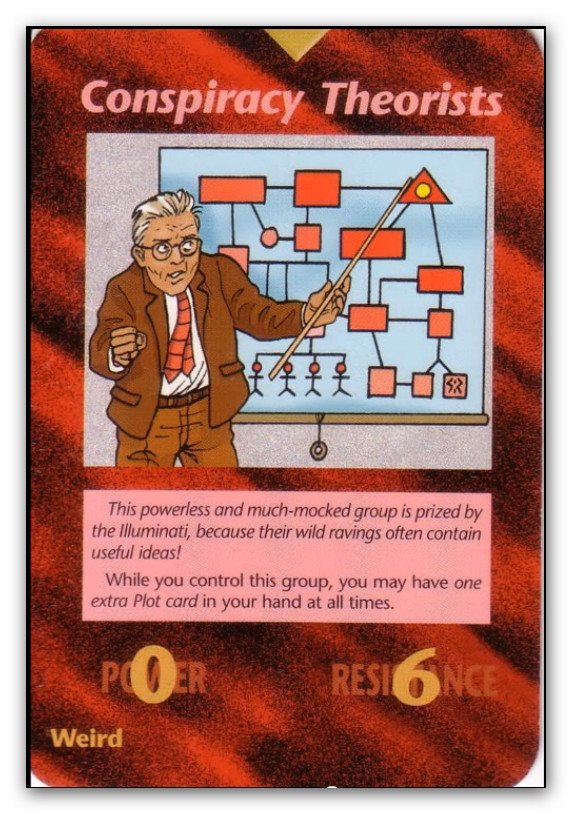 Conspiracy Theorists
This powerless and much-mocked group is prized by
the Illuminati, because their wild ravings often contain
useful ideas!
While you control this group, you may have one
extra Plot card in your hand at all times.
POWER 0
RESISTANCE 6
Weird